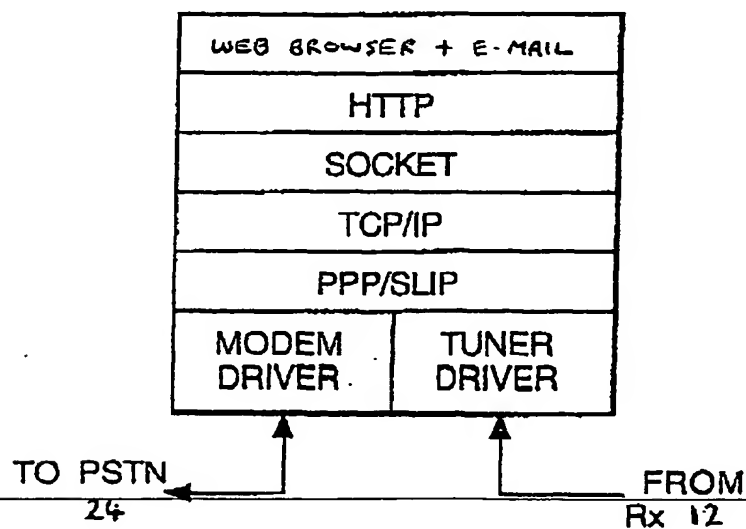 WEB BROWSER + E-MAIL
HTTP
SOCKET
TCP/IP
PPP/SLIP
MODEM
DRIVER
TUNER
DRIVER
TO PSTN
24
FROM
Rx 12